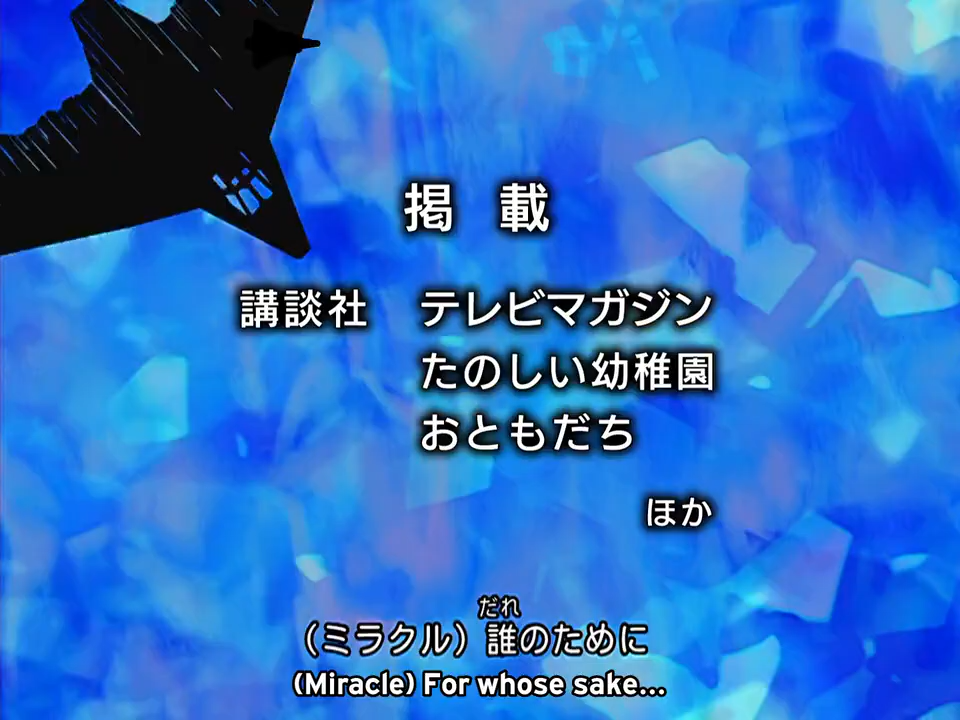 掲 載
講談社 テレビマガジン
たのしい幼稚園
おともだち
ほか
だれ
（ミラクル）誰のために
(Miracle) For whose sake...